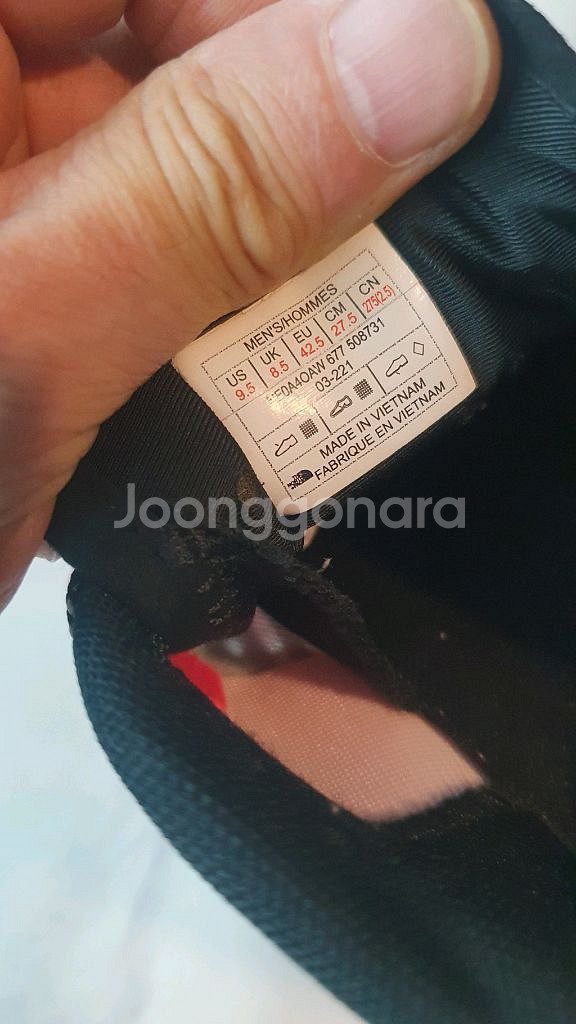 MEN'S/HOMMES
US UK EU CM CN
9.5 8.5 42.5 27.5 275(2.5)
677 508731
03-221
MADE IN VIETNAM
FABRIQUE EN VIETNAM
Joonggonara